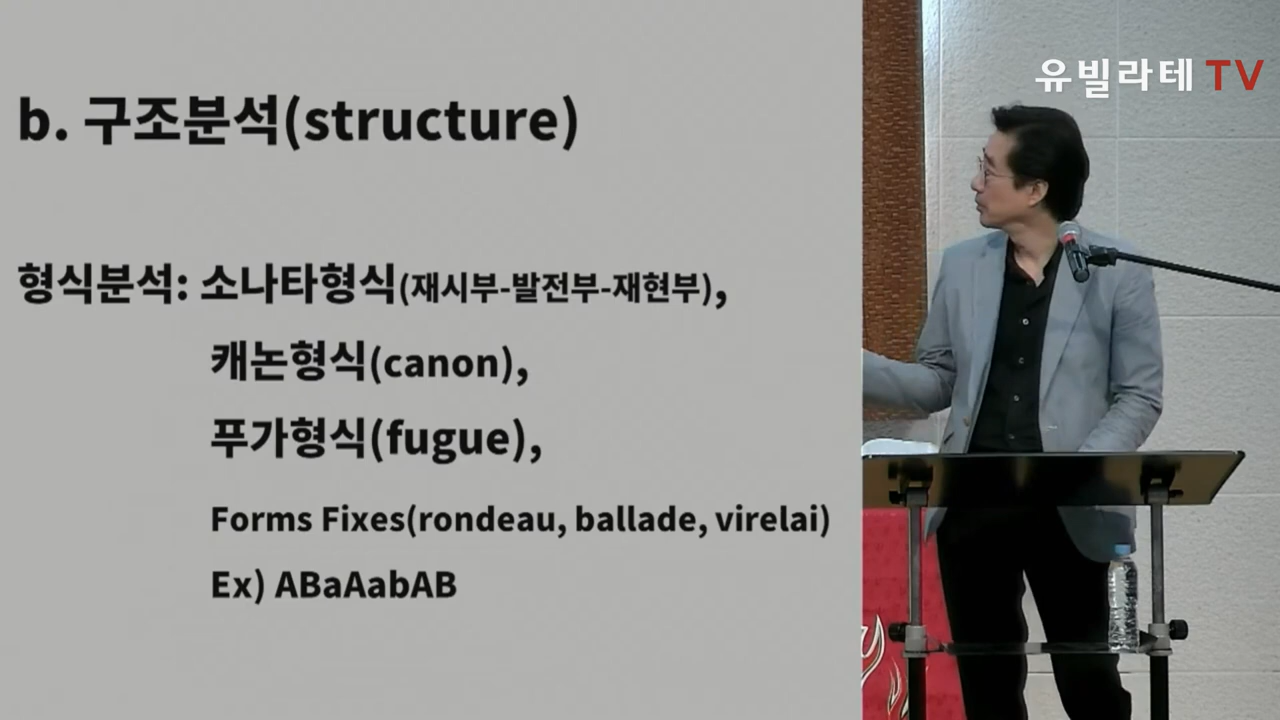 유빌라테 TV
b. 구조분석(structure)
형식분석: 소나타형식(재시부-발전부-재현부),
캐논형식(canon),
푸가형식(fugue),
Forms Fixes(rondeau, ballade, virelai)
Ex) ABaAabAB